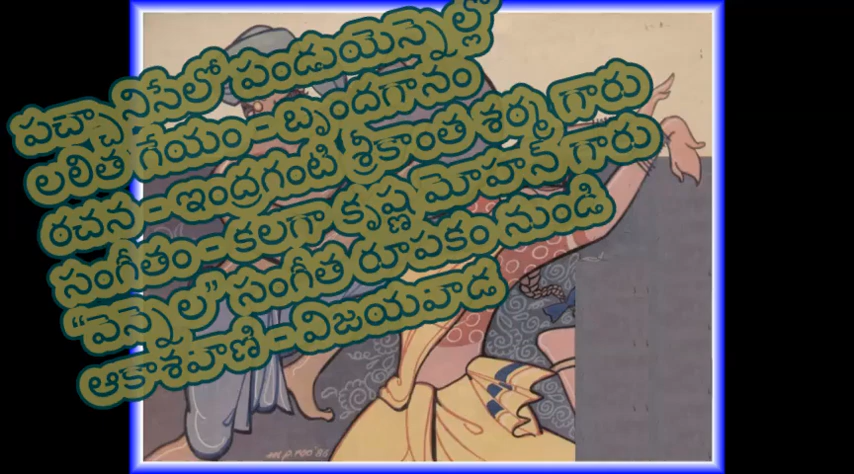 పచ్చానిసేలో పండుయెన్నెల్లో
లలిత గేయం - బృందగానం
రచన - ఇంద్రగంటి శ్రీకాంత శర్మ గారు
సంగీతం - కలగా కృష్ణ మోహన్ గారు
"వెన్నెల" సంగీత రూపకం నుండి
ఆకాశవాణి - విజయవాడ